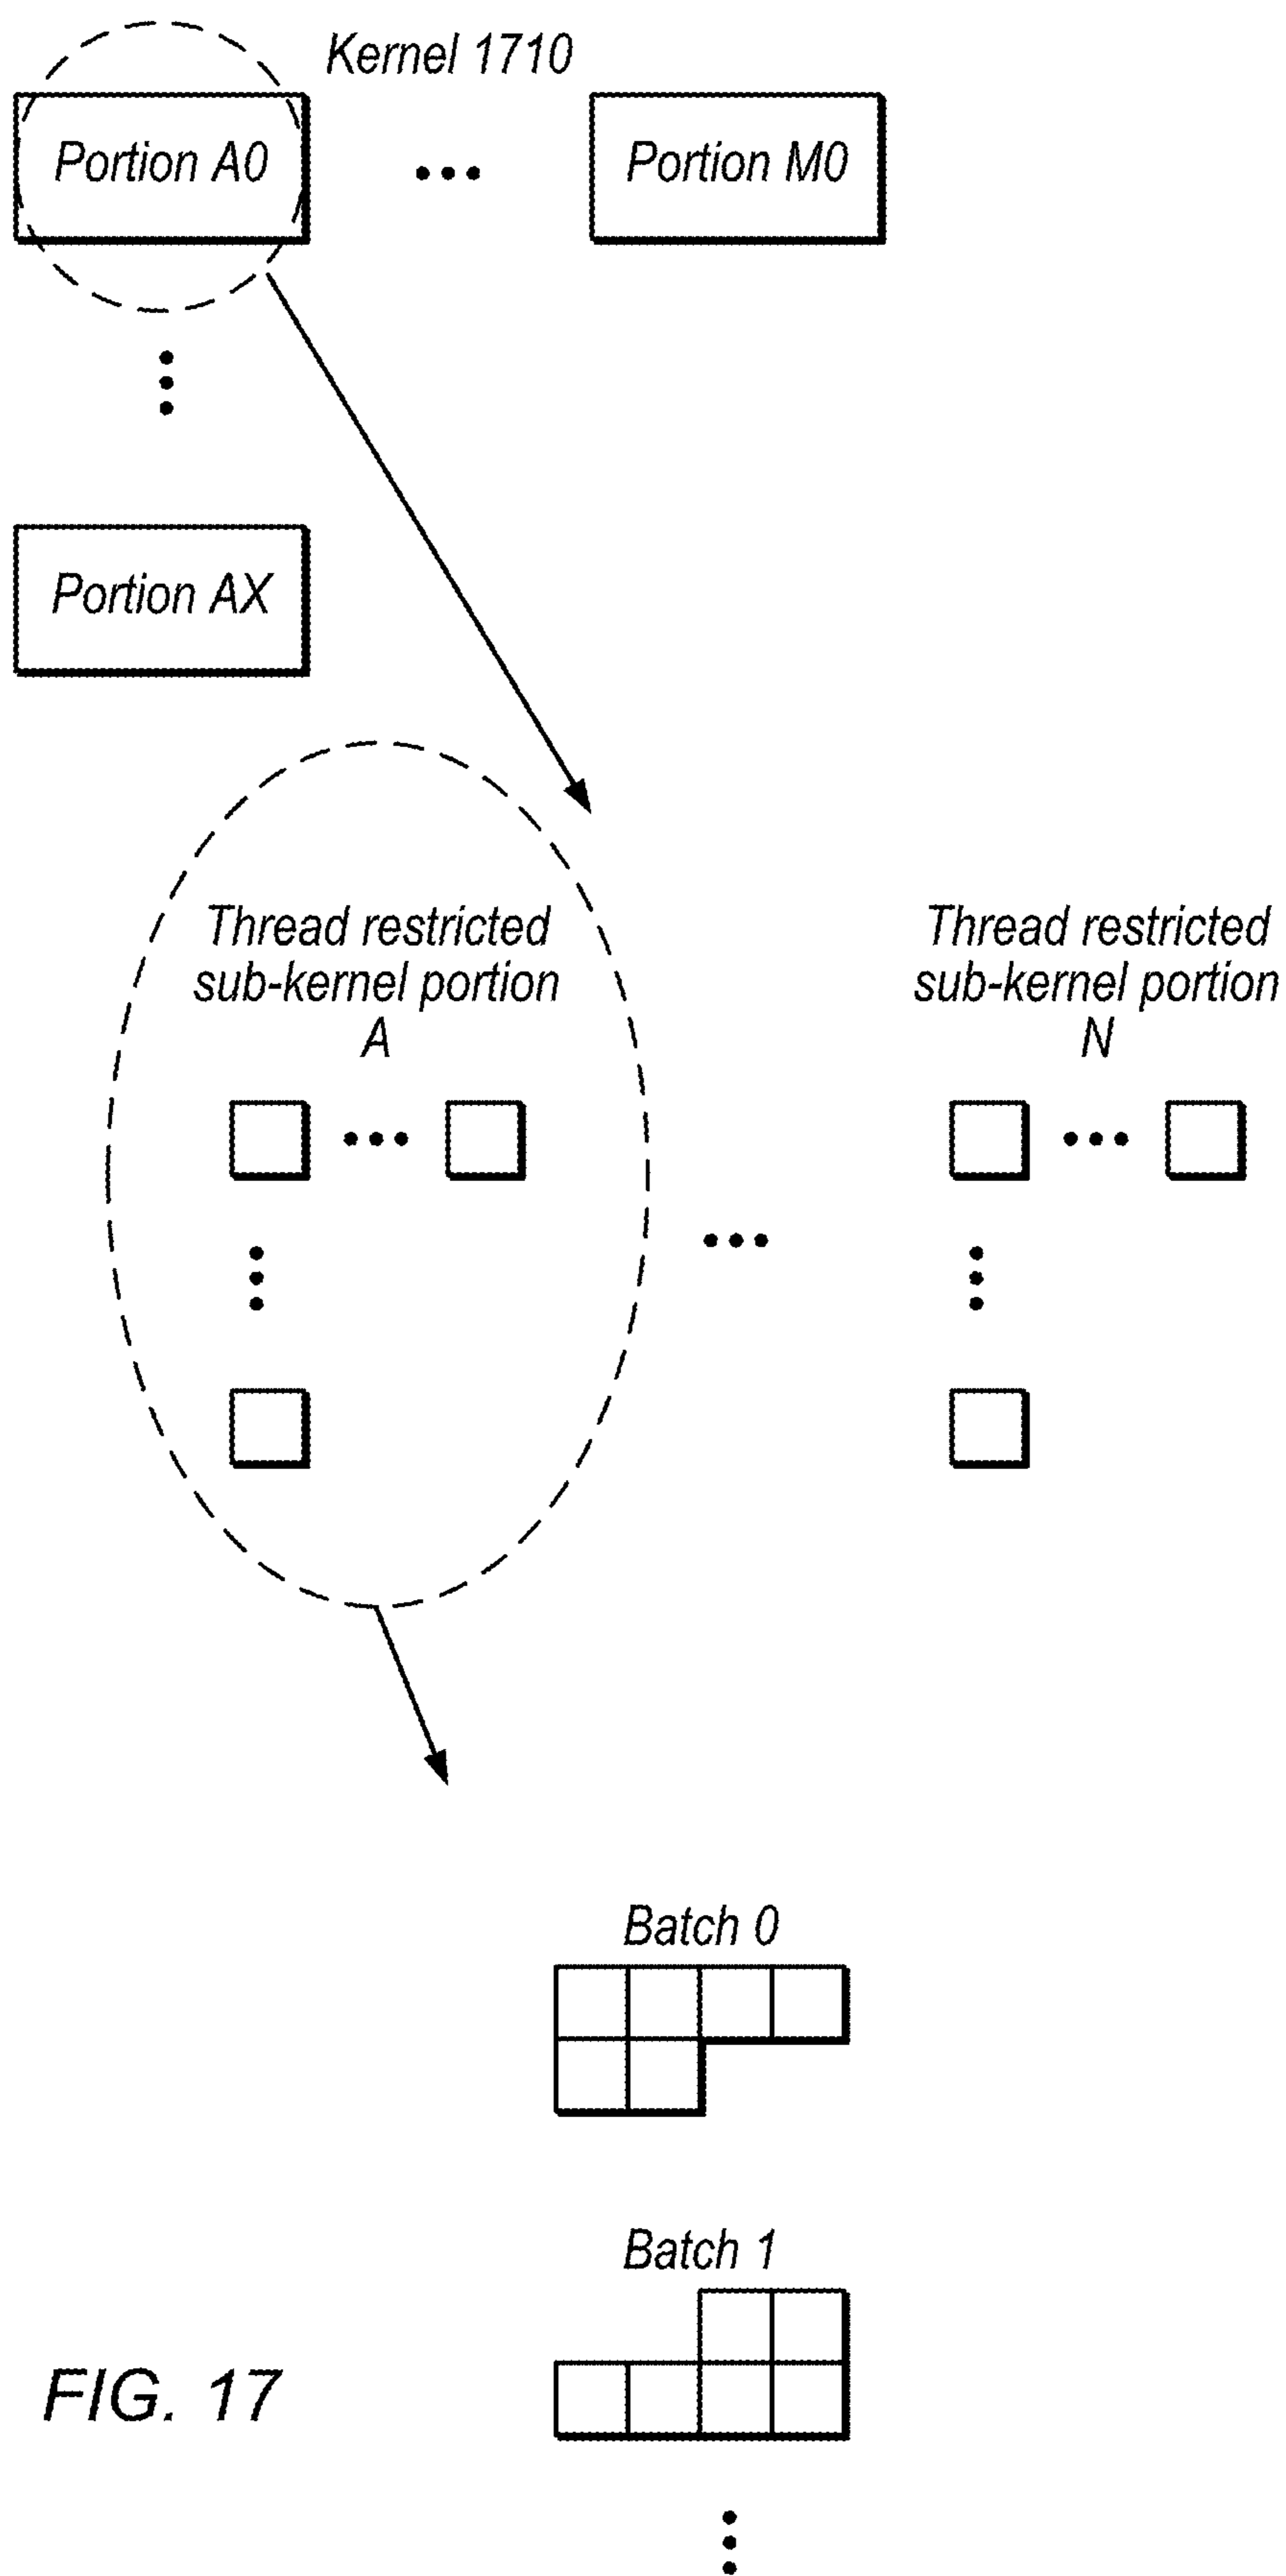 Kernel 1710
Portion A0
Portion M0
Portion AX
Thread restricted
sub-kernel portion
A
Thread restricted
sub-kernel portion
N
Batch 0
Batch 1
FIG. 17